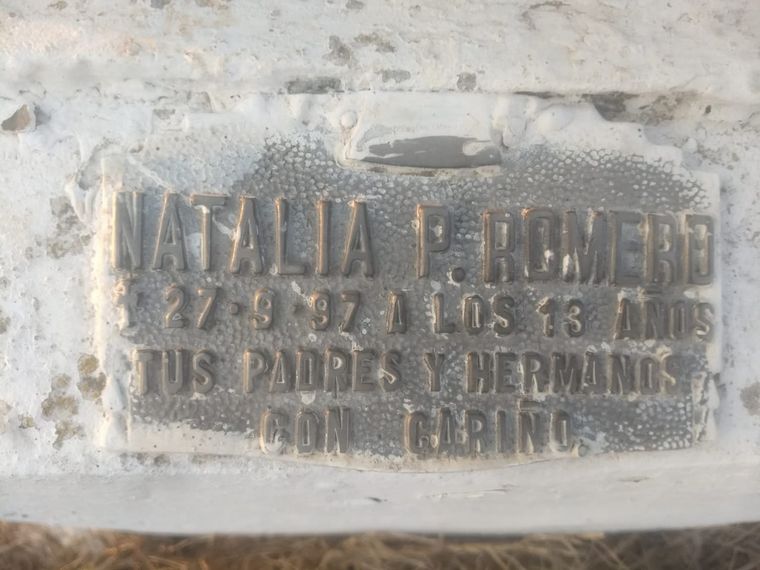 NATALIA P. ROMERO
† 27-9-97 A LOS 13 AÑOS
TUS PADRES Y HERMANOS
CON CARIÑO.